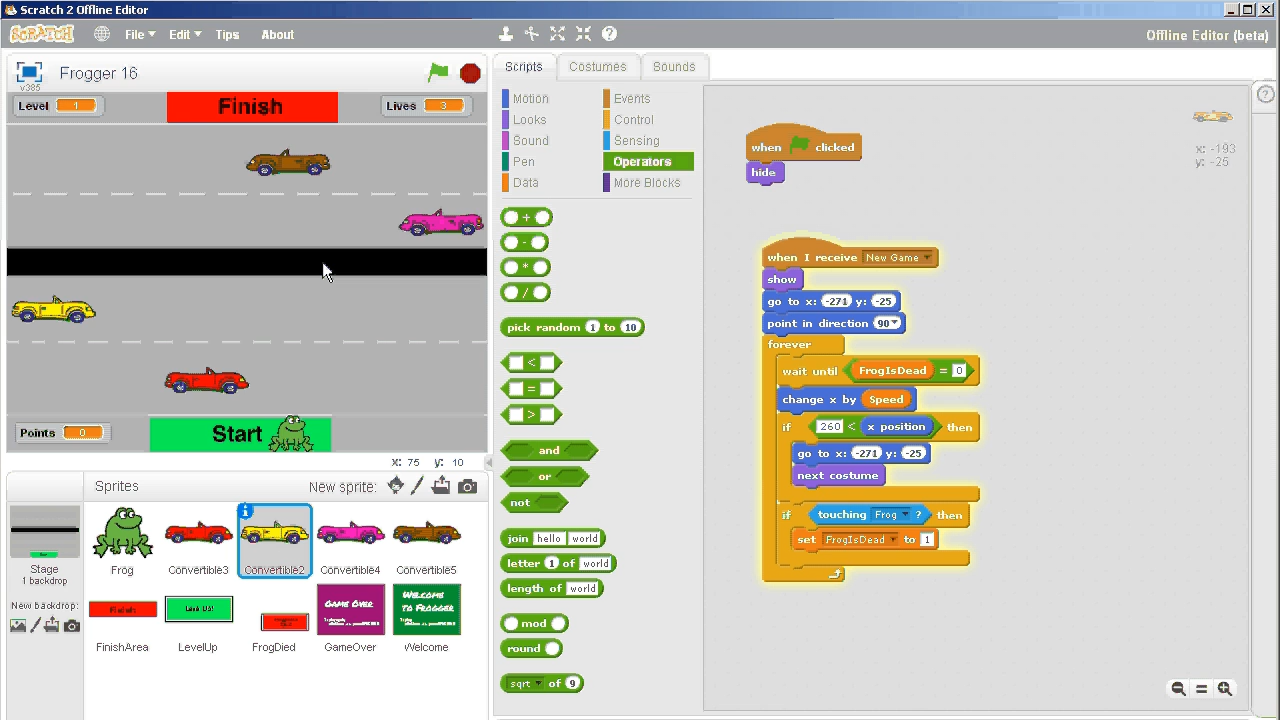 Scratch 2 Offline Editor
SCRATCH File Edit Tips About Offline Editor (beta)
v385 Frogger 16
Level 1 Finish Lives 3
Points 0 Start
X: 75 y: 10
Sprites New sprite:
Stage
1 backdrop
New backdrop:
Frog Convertible3 Convertible2 Convertible4 Convertible5
Finish Level Up! GAME OVER WELCOME TO FROGGER
FinishArea LevelUp FrogDied GameOver Welcome
Scripts Costumes Sounds
Motion Events
Looks Control
Sound Sensing
Pen Operators
Data More Blocks
+
-
*
/
pick random 1 to 10
<
=
>
and
or
not
join hello world
letter 1 of world
length of world
mod
round
sqrt of 9
when clicked
hide
x: -193
y: -25
when I receive New Game
show
go to x: -271 y: -25
point in direction 90
forever
wait until FrogIsDead = 0
change x by Speed
if 260 < x position then
go to x: -271 y: -25
next costume
if touching Frog ? then
set FrogIsDead to 1